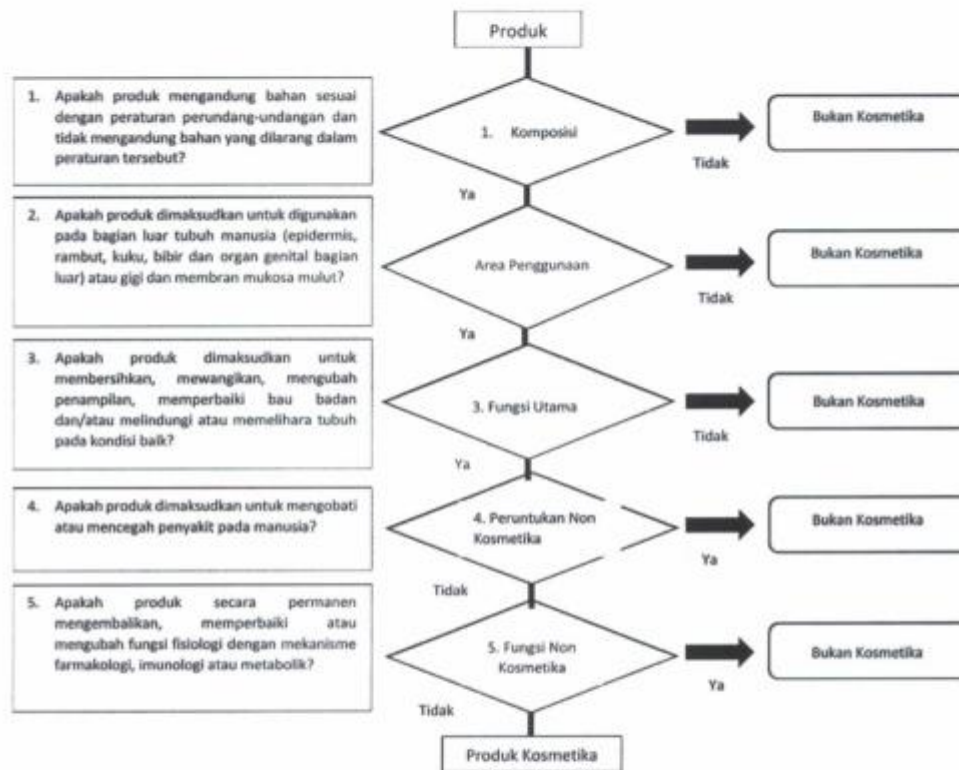 Produk
1. Apakah produk mengandung bahan sesuai
dengan peraturan perundang-undangan dan
tidak mengandung bahan yang dilarang dalam
peraturan tersebut?
1. Komposisi
Tidak
Bukan Kosmetika
Ya
2. Apakah produk dimaksudkan untuk digunakan
pada bagian luar tubuh manusia (epidermis,
rambut, kuku, bibir dan organ genital bagian
luar) atau gigi dan membran mukosa mulut?
Area Penggunaan
Tidak
Bukan Kosmetika
Ya
3. Apakah produk dimaksudkan untuk
membersihkan, mewangikan, mengubah
penampilan, memperbaiki bau badan
dan/atau melindungi atau memelihara tubuh
pada kondisi baik?
3. Fungsi Utama
Tidak
Bukan Kosmetika
Ya
4. Apakah produk dimaksudkan untuk mengobati
atau mencegah penyakit pada manusia?
4. Peruntukan Non
Kosmetika
Ya
Bukan Kosmetika
Tidak
5. Apakah produk secara permanen
mengembalikan, memperbaiki atau
mengubah fungsi fisiologi dengan mekanisme
farmakologi, imunologi atau metabolik?
5. Fungsi Non
Kosmetika
Ya
Bukan Kosmetika
Tidak
Produk Kosmetika